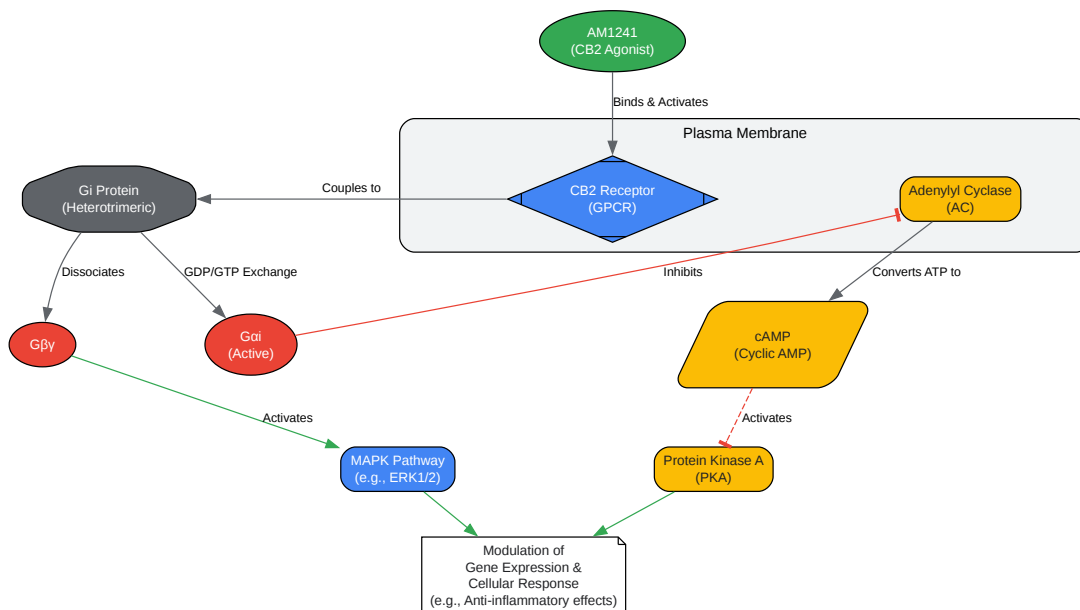 AM1241
(CB2 Agonist)
Binds & Activates
Plasma Membrane
CB2 Receptor
(GPCR)
Adenylyl Cyclase
(AC)
Couples to
Gi Protein
(Heterotrimeric)
Dissociates
GDP/GTP Exchange
Inhibits
Converts ATP to
Gβγ
Gαi
(Active)
cAMP
(Cyclic AMP)
Activates
Activates
MAPK Pathway
(e.g., ERK1/2)
Protein Kinase A
(PKA)
Modulation of
Gene Expression &
Cellular Response
(e.g., Anti-inflammatory effects)